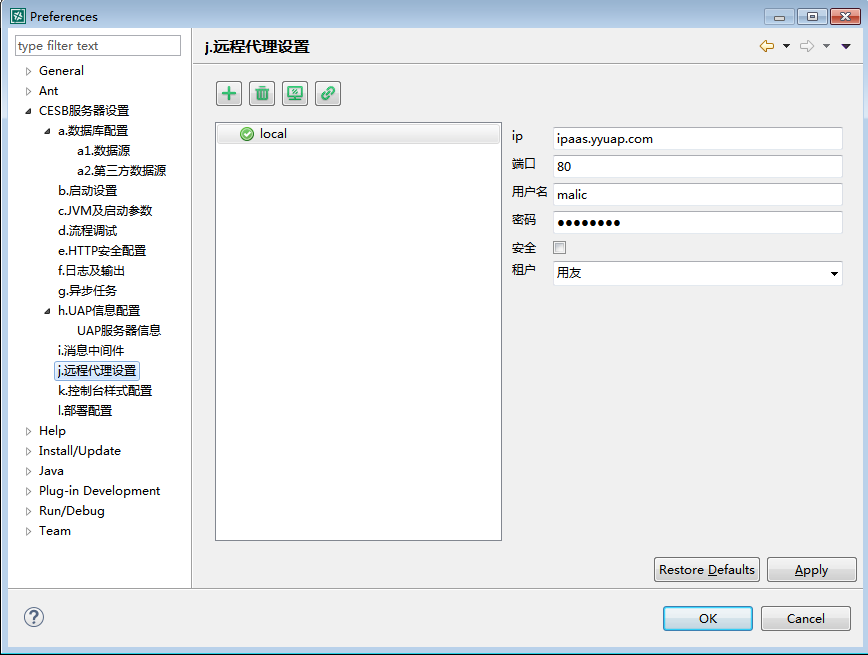 Preferences
type filter text
General
Ant
CESB服务器设置
a.数据库配置
a1.数据源
a2.第三方数据源
b.启动设置
c.JVM及启动参数
d.流程调试
e.HTTP安全配置
f.日志及输出
g.异步任务
h.UAP信息配置
UAP服务器信息
i.消息中间件
j.远程代理设置
k.控制台样式配置
l.部署配置
Help
Install/Update
Java
Plug-in Development
Run/Debug
Team
j.远程代理设置
local
ip
ipaas.yyuap.com
端口
80
用户名
malic
密码
●●●●●●●●
安全
租户
用友
Restore Defaults
Apply
OK
Cancel